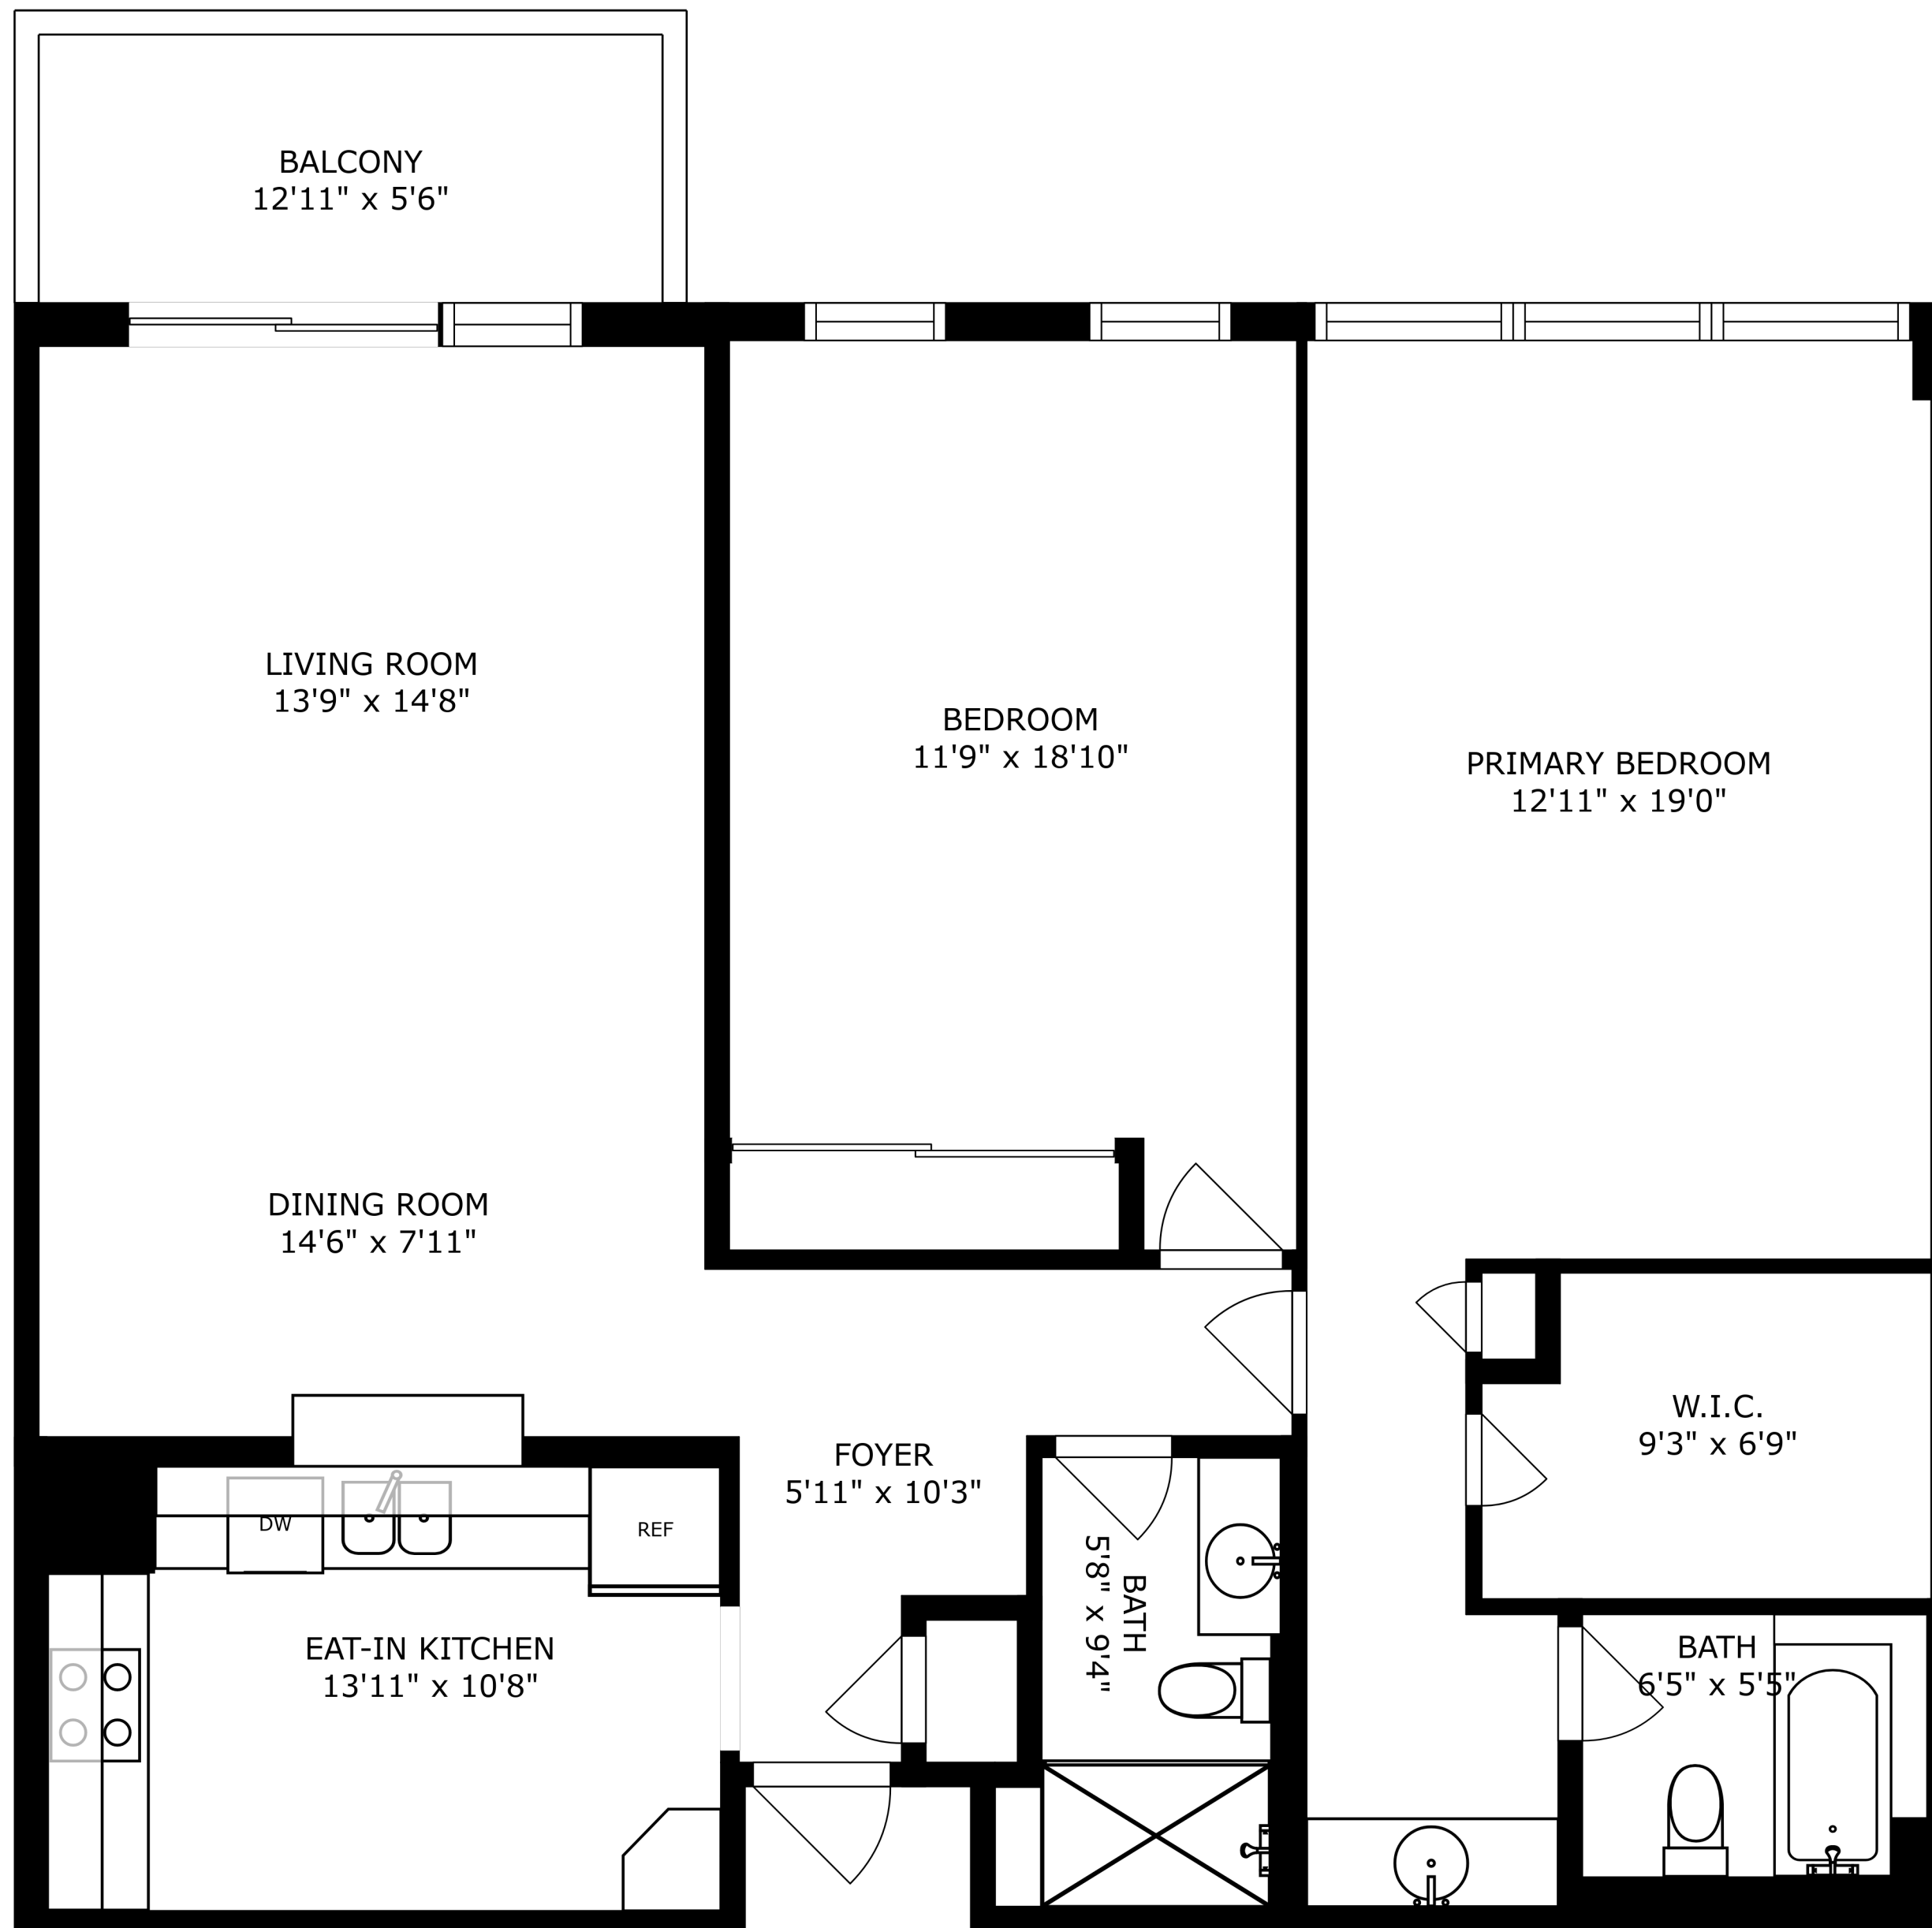 BALCONY
12'11" x 5'6"
LIVING ROOM
13'9" x 14'8"
BEDROOM
11'9" x 18'10"
PRIMARY BEDROOM
12'11" x 19'0"
DINING ROOM
14'6" x 7'11"
W.I.C.
9'3" x 6'9"
FOYER
5'11" x 10'3"
DW
REF
BATH
5'8" x 9'4"
EAT-IN KITCHEN
13'11" x 10'8"
BATH
6'5" x 5'5"